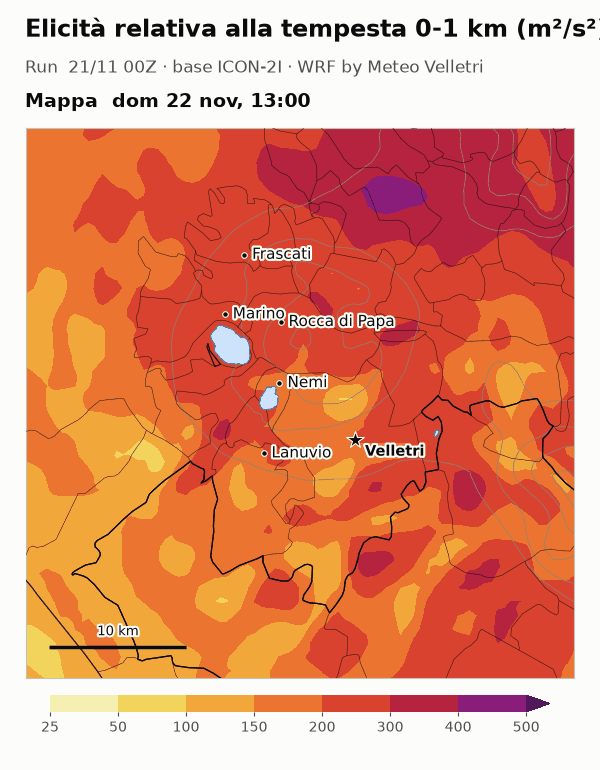 Elicità relativa alla tempesta 0-1 km (m²/s²)
Run  21/11 00Z · base ICON-2I · WRF by Meteo Velletri
Mappa  dom 22 nov, 13:00
Frascati
Marino
Rocca di Papa
Nemi
Velletri
Lanuvio
10 km
25 50 100 150 200 300 400 500